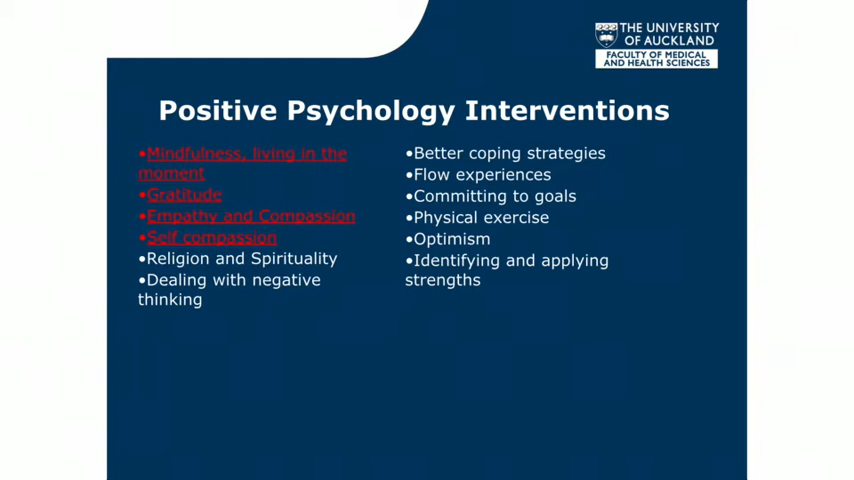 THE UNIVERSITY
OF AUCKLAND
FACULTY OF MEDICAL
AND HEALTH SCIENCES
Positive Psychology Interventions
•Mindfulness, living in the
moment
•Gratitude
•Empathy and Compassion
•Self compassion
•Religion and Spirituality
•Dealing with negative
thinking
•Better coping strategies
•Flow experiences
•Committing to goals
•Physical exercise
•Optimism
•Identifying and applying
strengths